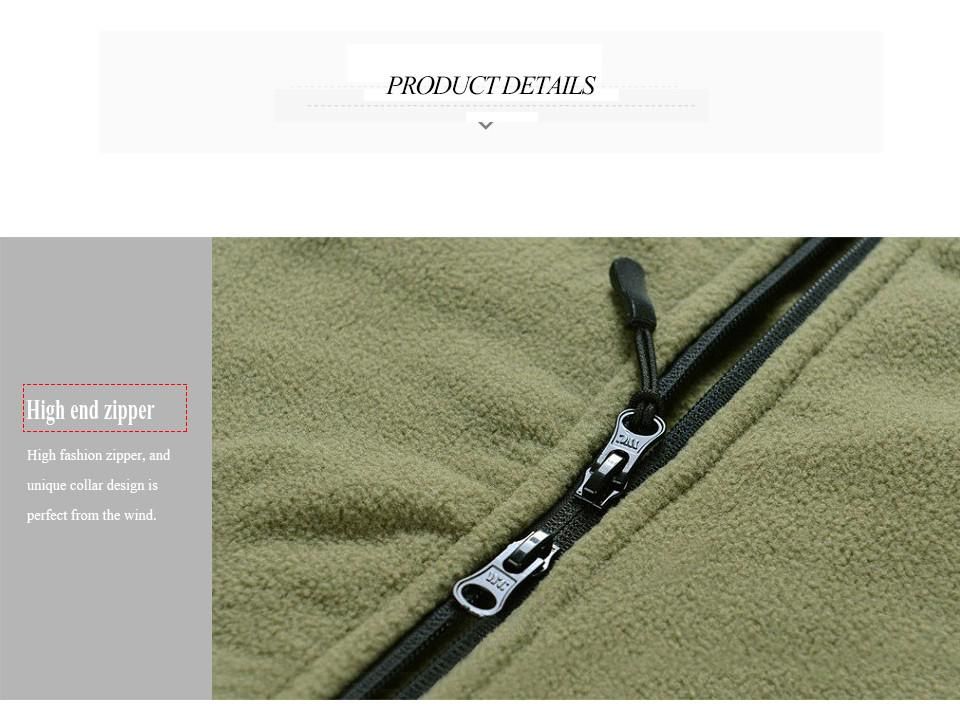 PRODUCT DETAILS
High end zipper
High fashion zipper, and
unique collar design is
perfect from the wind.